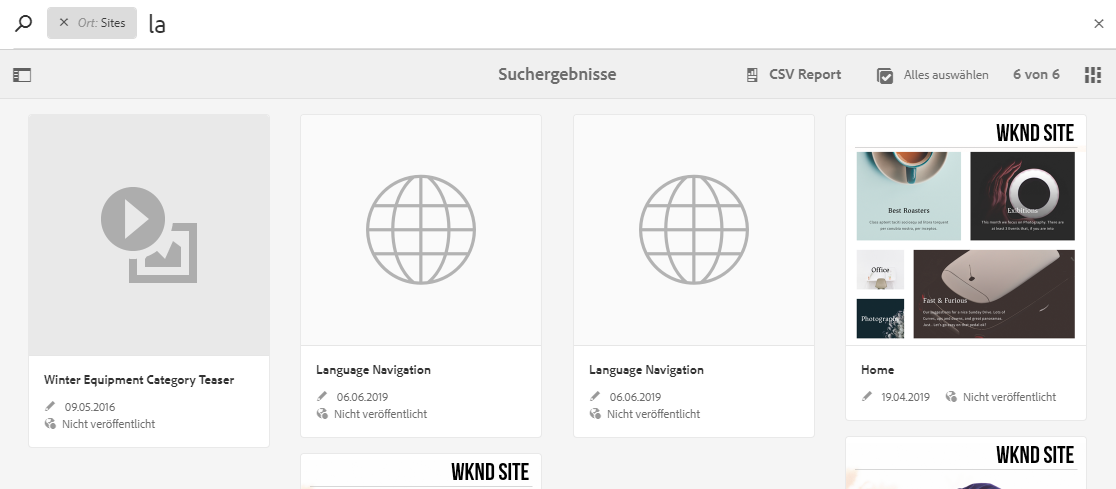 Ort: Sites
la
Suchergebnisse
CSV Report
Alles auswählen
6 von 6
Winter Equipment Category Teaser
09.05.2016
Nicht veröffentlicht
Language Navigation
06.06.2019
Nicht veröffentlicht
Language Navigation
06.06.2019
Nicht veröffentlicht
WKND SITE
Best Roasters
Exibitions
Office
Photography
Fast & Furious
Home
19.04.2019
Nicht veröffentlicht
WKND SITE
WKND SITE